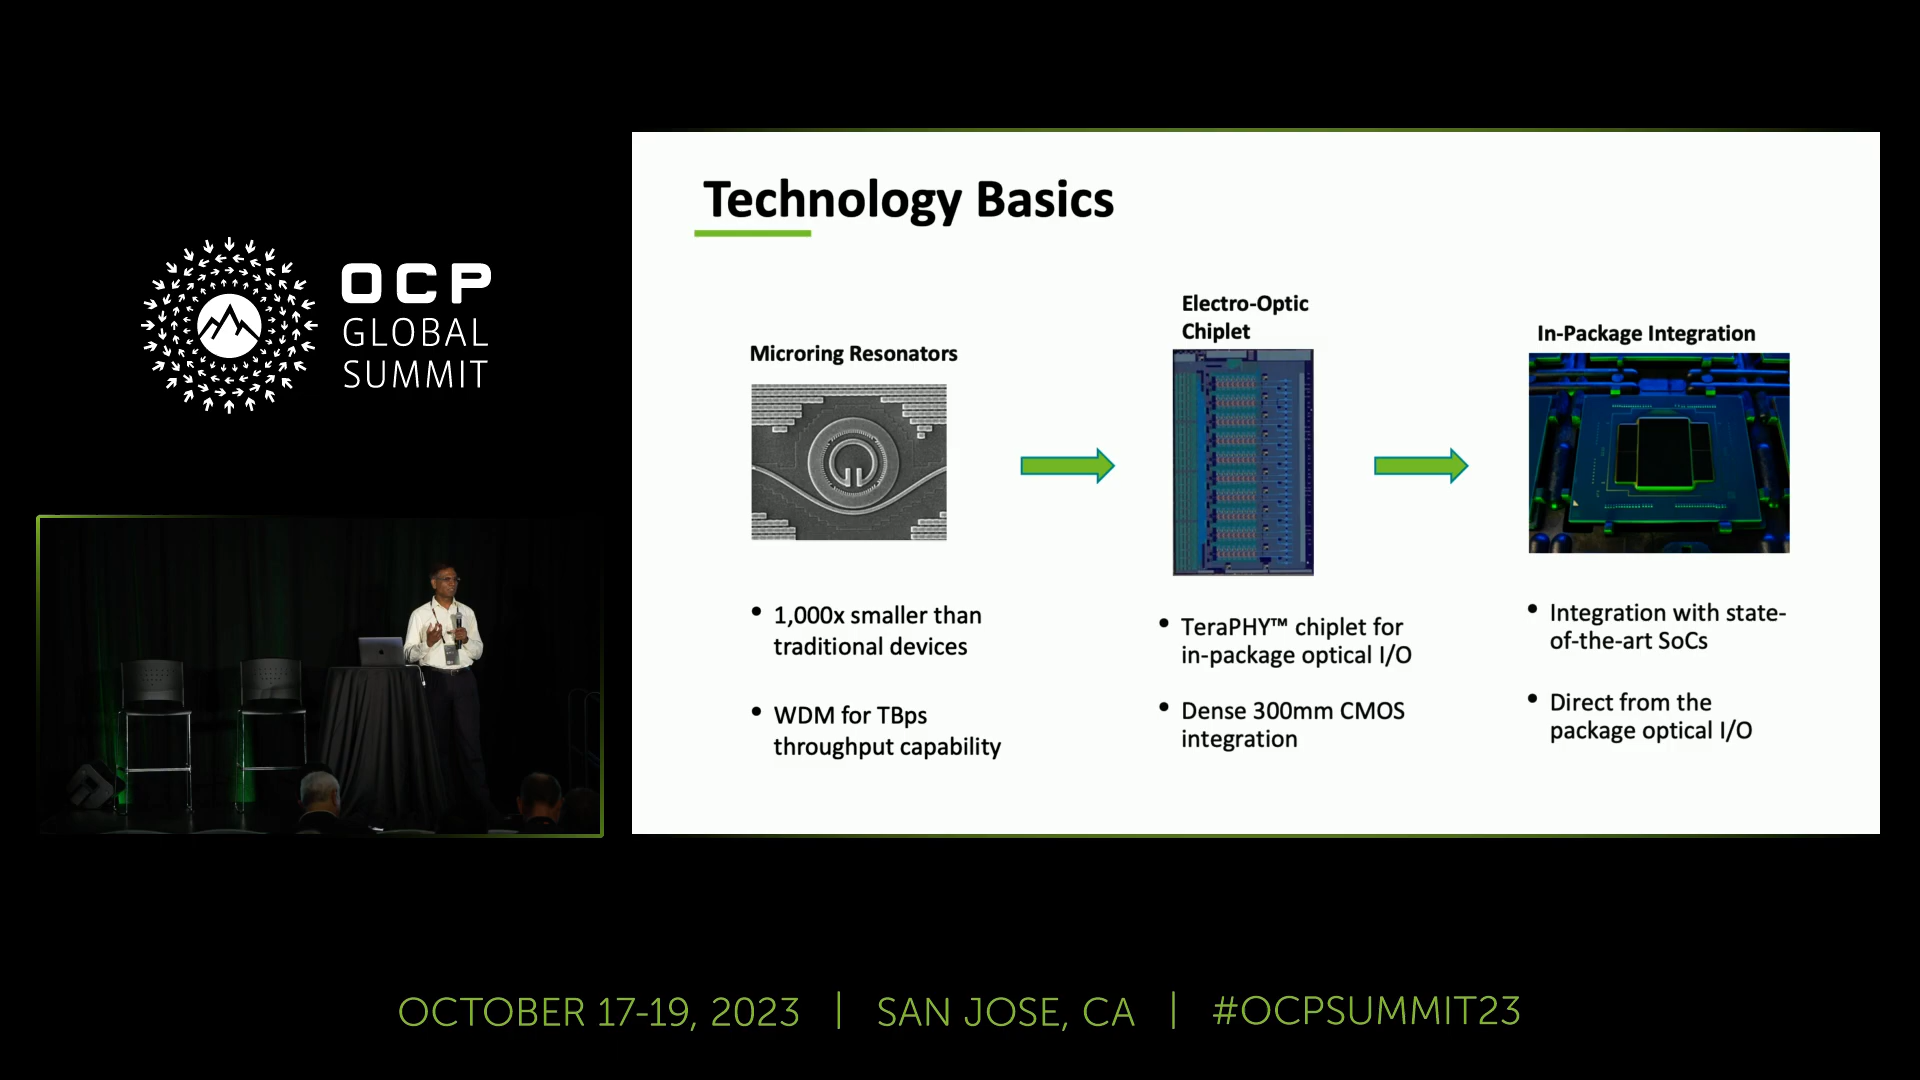 OCP
GLOBAL
SUMMIT
Technology Basics
Microring Resonators
1,000x smaller than
traditional devices
WDM for TBps
throughput capability
Electro-Optic
Chiplet
TeraPHY™ chiplet for
in-package optical I/O
Dense 300mm CMOS
integration
In-Package Integration
Integration with state-
of-the-art SoCs
Direct from the
package optical I/O
OCTOBER 17-19, 2023 | SAN JOSE, CA | #OCPSUMMIT23